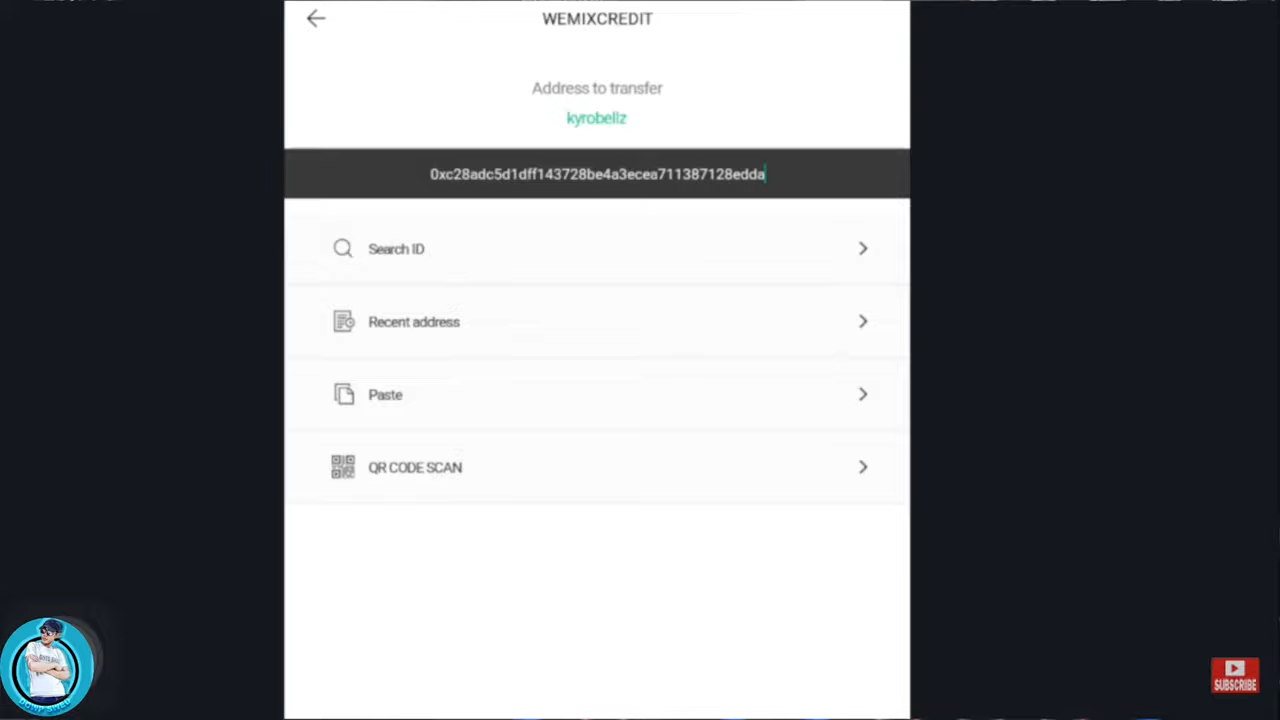 WEMIXCREDIT
Address to transfer
kyrobellz
0xc28adc5d1dff143728be4a3ecea711387128edda
Search ID
Recent address
Paste
QR CODE SCAN
SUBSCRIBE